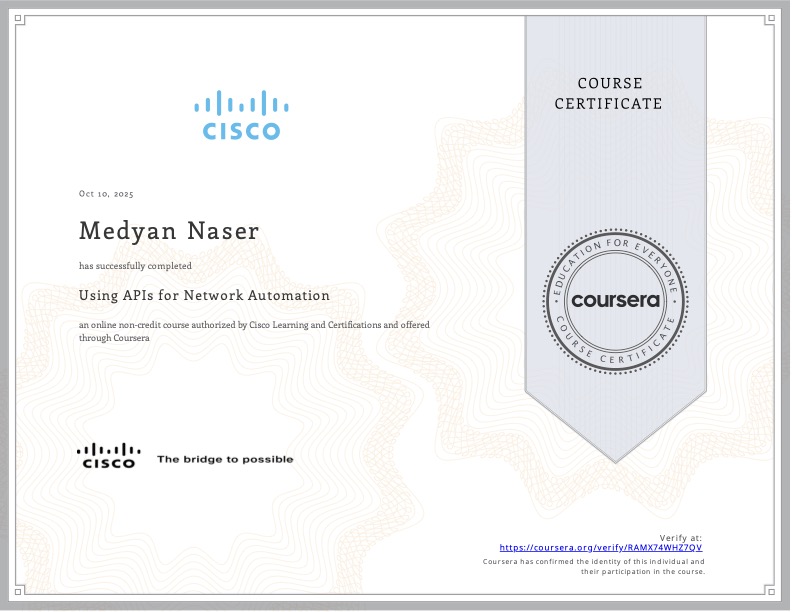 COURSE
CERTIFICATE
CISCO
Oct 10, 2025
Medyan Naser
has successfully completed
Using APIs for Network Automation
an online non-credit course authorized by Cisco Learning and Certifications and offered
through Coursera
EDUCATION FOR EVERYONE
coursera
COURSE CERTIFICATE
CISCO
The bridge to possible
Verify at:
https://coursera.org/verify/RAMX74WHZ7QV
Coursera has confirmed the identity of this individual and
their participation in the course.